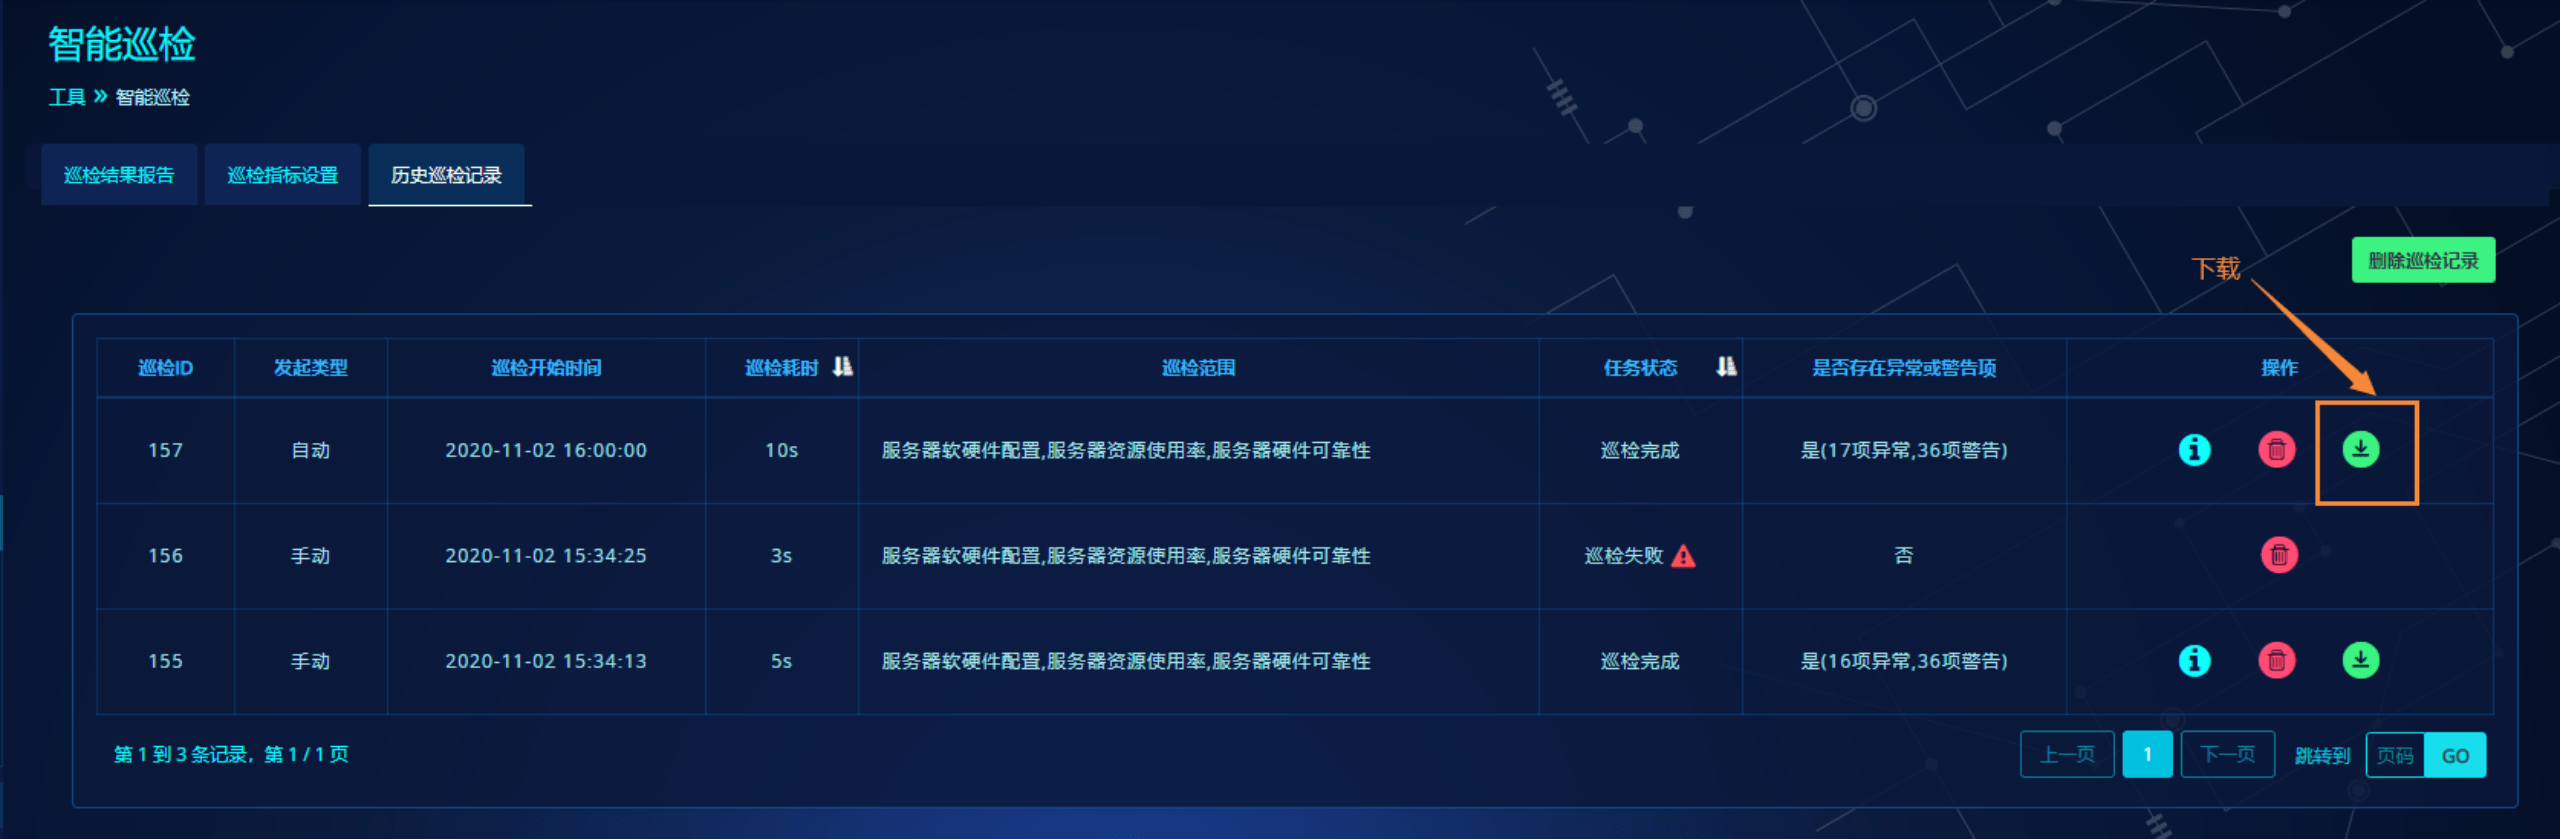 智能巡检
工具 » 智能巡检
巡检结果报告 巡检指标设置 历史巡检记录
下载 删除巡检记录
巡检ID 发起类型 巡检开始时间 巡检耗时 巡检范围 任务状态 是否存在异常或警告项 操作
157 自动 2020-11-02 16:00:00 10s 服务器软硬件配置,服务器资源使用率,服务器硬件可靠性 巡检完成 是(17项异常,36项警告)
156 手动 2020-11-02 15:34:25 3s 服务器软硬件配置,服务器资源使用率,服务器硬件可靠性 巡检失败 否
155 手动 2020-11-02 15:34:13 5s 服务器软硬件配置,服务器资源使用率,服务器硬件可靠性 巡检完成 是(16项异常,36项警告)
第 1 到 3 条记录, 第 1 / 1 页 上一页 1 下一页 跳转到 页码 GO